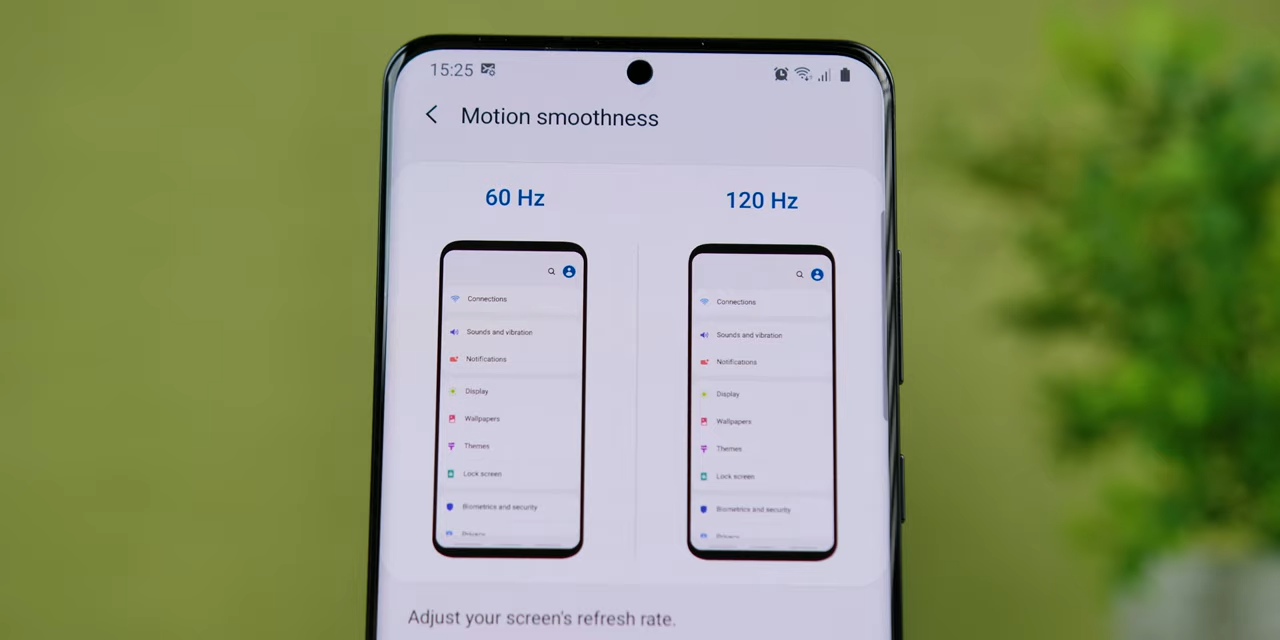 15:25
Motion smoothness
60 Hz
120 Hz
Connections
Sounds and vibration
Notifications
Display
Wallpapers
Themes
Lock screen
Biometrics and security
Privacy
Connections
Sounds and vibration
Notifications
Display
Wallpapers
Themes
Lock screen
Biometrics and security
Privacy
Adjust your screen's refresh rate.